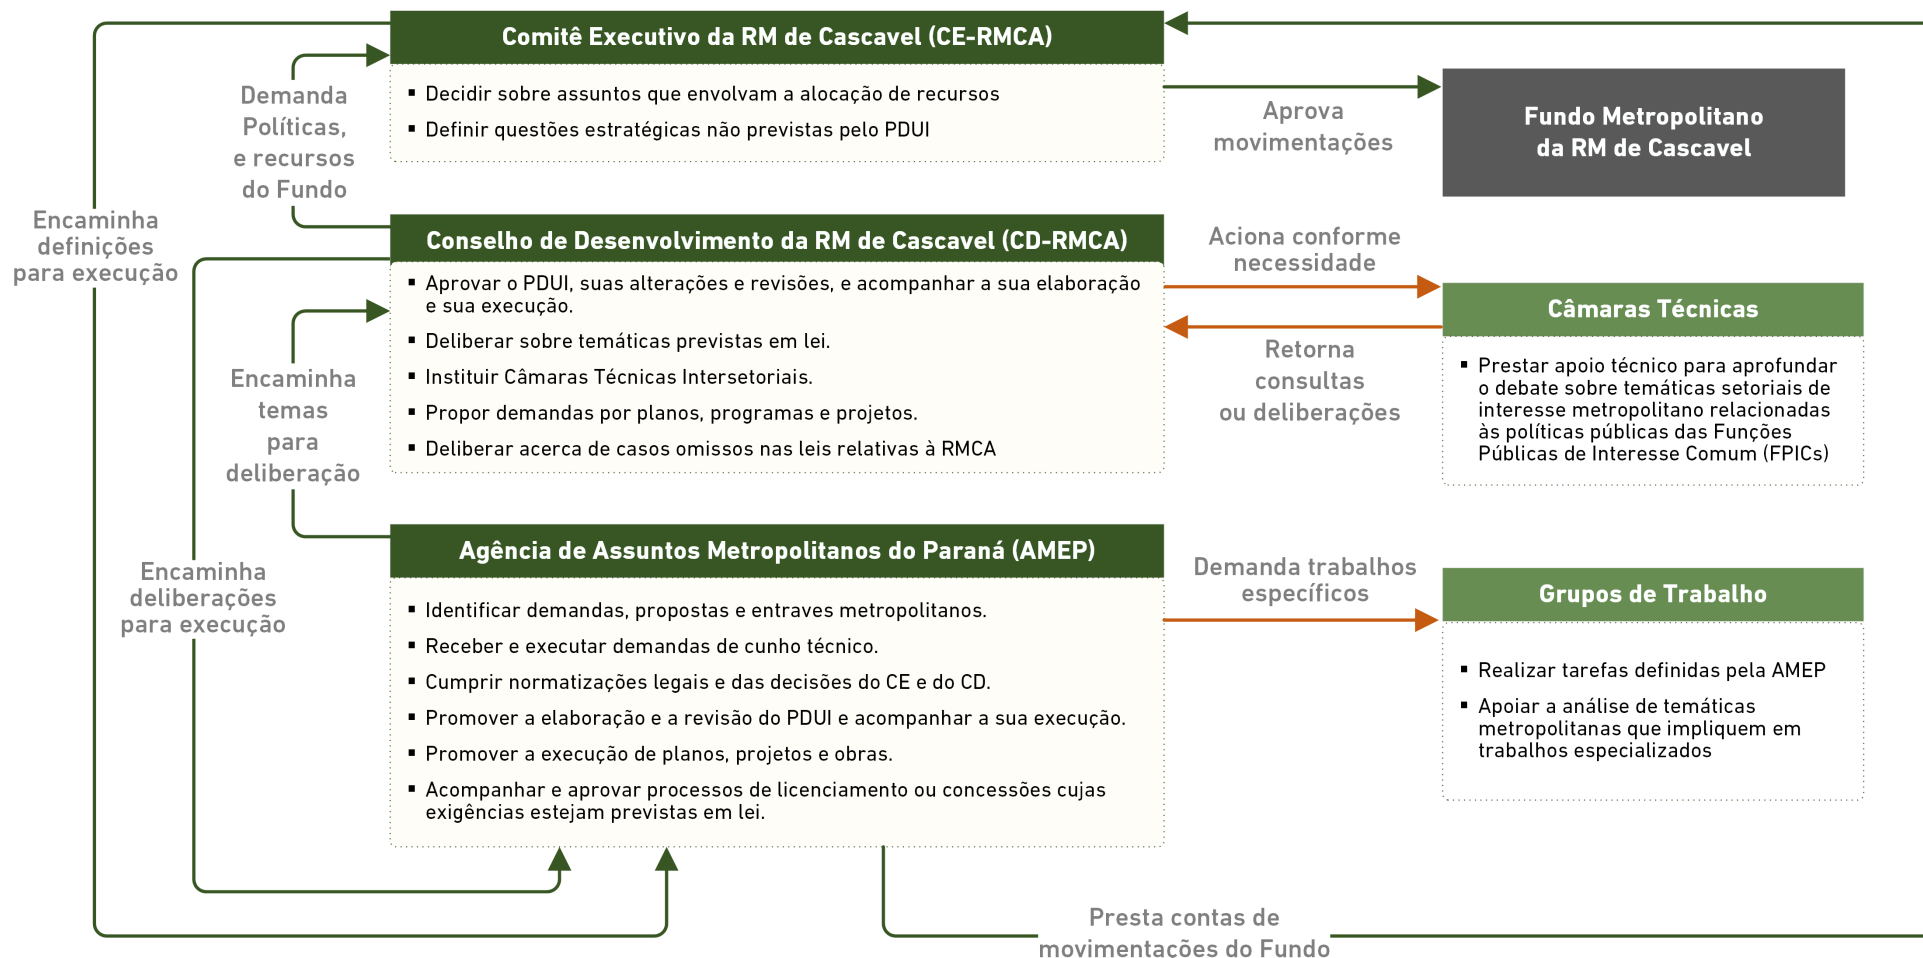 Comitê Executivo da RM de Cascavel (CE-RMCA)
▪ Decidir sobre assuntos que envolvam a alocação de recursos
▪ Definir questões estratégicas não previstas pelo PDUI
Demanda
Políticas,
e recursos
do Fundo
Aprova
movimentações
Fundo Metropolitano
da RM de Cascavel
Encaminha
definições
para execução
Conselho de Desenvolvimento da RM de Cascavel (CD-RMCA)
▪ Aprovar o PDUI, suas alterações e revisões, e acompanhar a sua elaboração
e sua execução.
▪ Deliberar sobre temáticas previstas em lei.
▪ Instituir Câmaras Técnicas Intersetoriais.
▪ Propor demandas por planos, programas e projetos.
▪ Deliberar acerca de casos omissos nas leis relativas à RMCA
Aciona conforme
necessidade
Retorna
consultas
ou deliberações
Câmaras Técnicas
▪ Prestar apoio técnico para aprofundar
o debate sobre temáticas setoriais de
interesse metropolitano relacionadas
às políticas públicas das Funções
Públicas de Interesse Comum (FPICs)
Encaminha
temas
para
deliberação
Encaminha
deliberações
para execução
Agência de Assuntos Metropolitanos do Paraná (AMEP)
▪ Identificar demandas, propostas e entraves metropolitanos.
▪ Receber e executar demandas de cunho técnico.
▪ Cumprir normatizações legais e das decisões do CE e do CD.
▪ Promover a elaboração e a revisão do PDUI e acompanhar a sua execução.
▪ Promover a execução de planos, projetos e obras.
▪ Acompanhar e aprovar processos de licenciamento ou concessões cujas
exigências estejam previstas em lei.
Demanda trabalhos
específicos
Grupos de Trabalho
▪ Realizar tarefas definidas pela AMEP
▪ Apoiar a análise de temáticas
metropolitanas que impliquem em
trabalhos especializados
Presta contas de
movimentações do Fundo